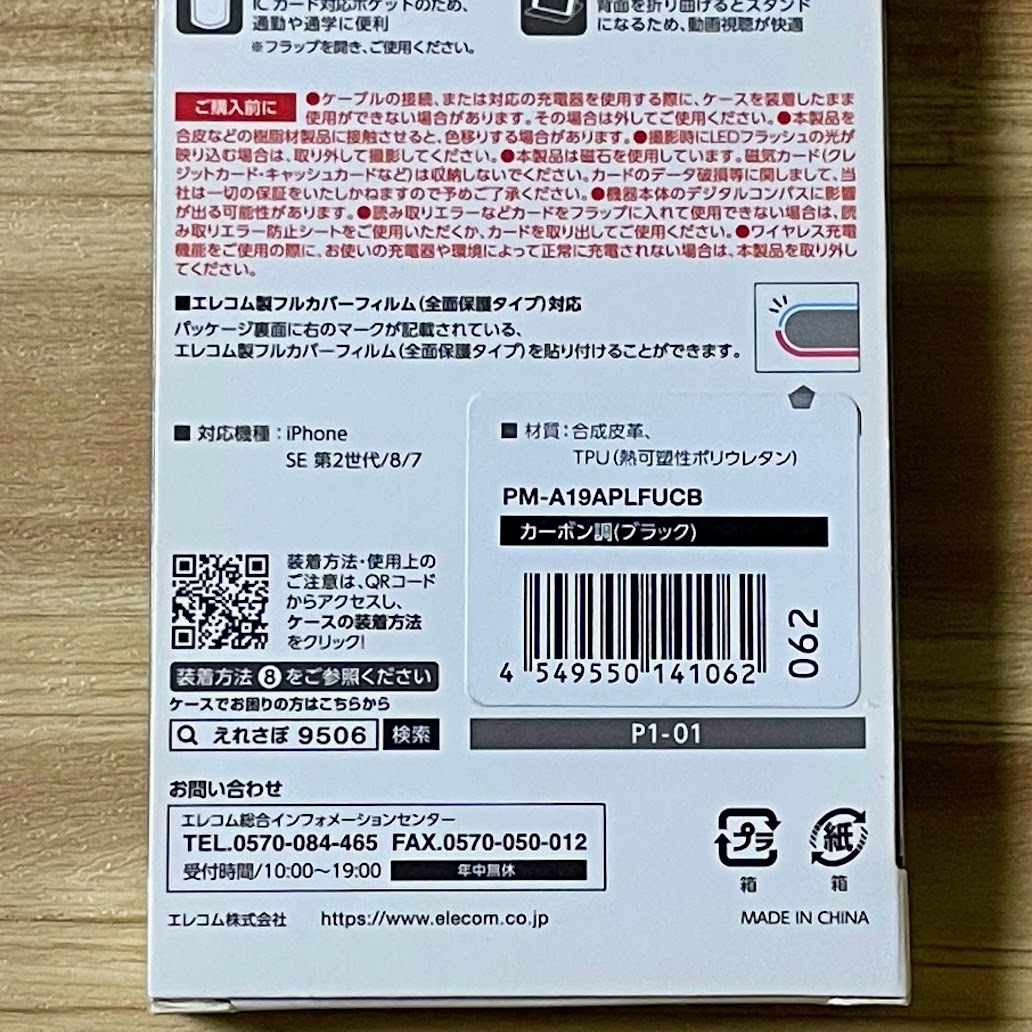 ICカード対応ポケットのため、
通勤や通学に便利
※フラップを開き、ご使用ください。
背面を折り曲げるとスタンド
になるため、動画視聴が快適
ご購入前に
●ケーブルの接続、または対応の充電器を使用する際に、ケースを装着したまま
使用ができない場合があります。その場合は外してご使用ください。●本製品を
合皮などの樹脂材製品に接触させると、色移りする場合があります。●撮影時にLEDフラッシュの光が
映り込む場合は、取り外して撮影してください。●本製品は磁石を使用しています。磁気カード(クレ
ジットカード・キャッシュカードなど)は収納しないでください。カードのデータ破損等に関しまして、当
社は一切の保証をいたしかねますので予めご了承ください。●機器本体のデジタルコンパスに影響
が出る可能性があります。●読み取りエラーなどカードをフラップに入れて使用できない場合は、読
み取りエラー防止シートをご使用いただくか、カードを取り出してご使用ください。●ワイヤレス充電
機能をご使用の際に、お使いの充電器や環境によって正常に充電されない場合は、本製品を取り外し
てください。
■エレコム製フルカバーフィルム(全面保護タイプ)対応
パッケージ裏面に右のマークが記載されている、
エレコム製フルカバーフィルム(全面保護タイプ)を貼り付けることができます。
■ 対応機種：iPhone
SE 第2世代/8/7
■ 材質：合成皮革、
TPU(熱可塑性ポリウレタン)
PM-A19APLFUCB
カーボン調(ブラック)
4 549550 141062
062
装着方法・使用上の
ご注意は、QRコード
からアクセスし、
ケースの装着方法
をクリック!
装着方法 8 をご参照ください
ケースでお困りの方はこちらから
えれさぽ 9506 検索
P1-01
お問い合わせ
エレコム総合インフォメーションセンター
TEL.0570-084-465 FAX.0570-050-012
受付時間/10:00〜19:00 年中無休
プラ
箱
紙
箱
エレコム株式会社 https://www.elecom.co.jp
MADE IN CHINA